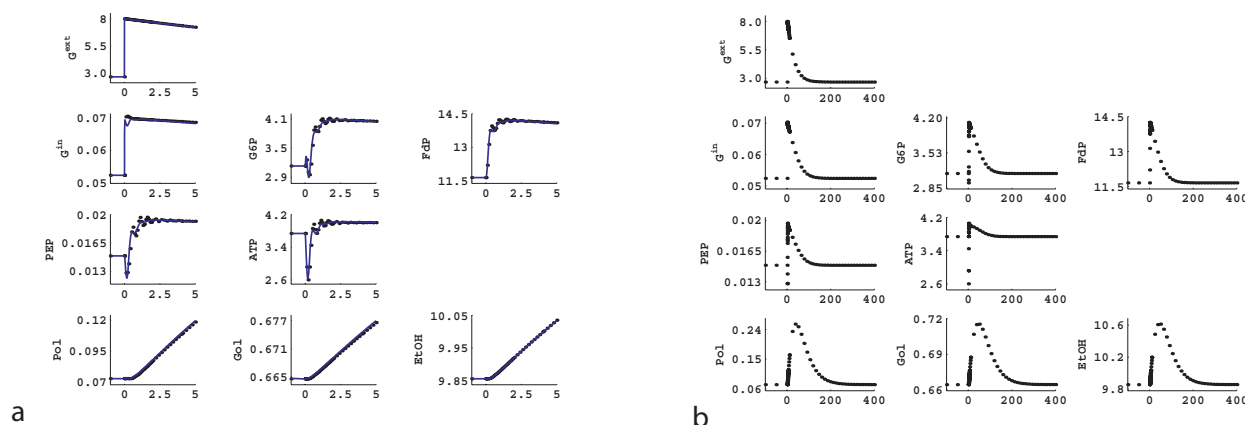 G^ext
8
5.5
3.0
0 2.5 5
G^in
0.07
0.06
0.05
0 2.5 5
G6P
4.1
3.5
2.9
0 2.5 5
FdP
14.5
13
11.5
0 2.5 5
PEP
0.02
0.0165
0.013
0 2.5 5
ATP
4.2
3.4
2.6
0 2.5 5
Pol
0.12
0.095
0.07
0 2.5 5
Gol
0.677
0.671
0.665
0 2.5 5
EtOH
10.05
9.95
9.85
0 2.5 5
a
G^ext
8.0
5.5
3.0
0 200 400
G^in
0.07
0.06
0.05
0 200 400
G6P
4.20
3.53
2.85
0 200 400
FdP
14.5
13
11.5
0 200 400
PEP
0.02
0.0165
0.013
0 200 400
ATP
4.2
3.4
2.6
0 200 400
Pol
0.24
0.15
0.06
0 200 400
Gol
0.72
0.69
0.66
0 200 400
EtOH
10.6
10.2
9.8
0 200 400
b